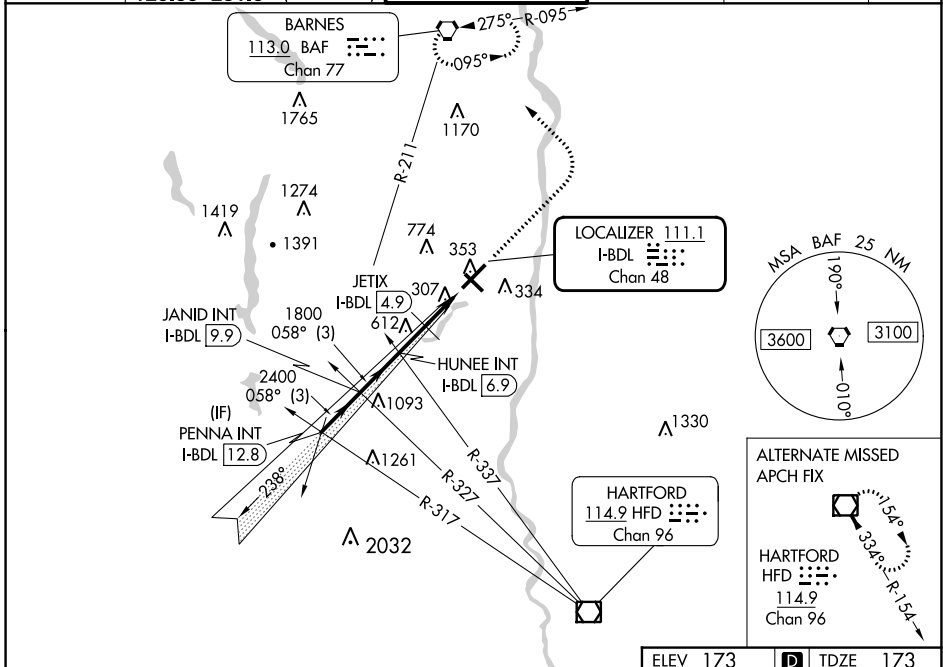 BARNES
113.0 BAF
Chan 77
275°
R-095
095°
1765
1170
R-211
1274
1419
1391
774
353
LOCALIZER 111.1
I-BDL
Chan 48
JETIX
I-BDL 4.9
307
334
612
1800
058° (3)
JANID INT
I-BDL 9.9
HUNEE INT
I-BDL 6.9
2400
058° (3)
(IF)
PENNA INT
I-BDL 12.8
1093
1261
1330
238°
R-337
R-327
R-317
2032
HARTFORD
114.9 HFD
Chan 96
MSA BAF 25 NM
190°
3600
3100
010°
ALTERNATE MISSED
APCH FIX
154°
334°
R-154
HARTFORD
HFD
114.9
Chan 96
ELEV 173 D TDZE 173